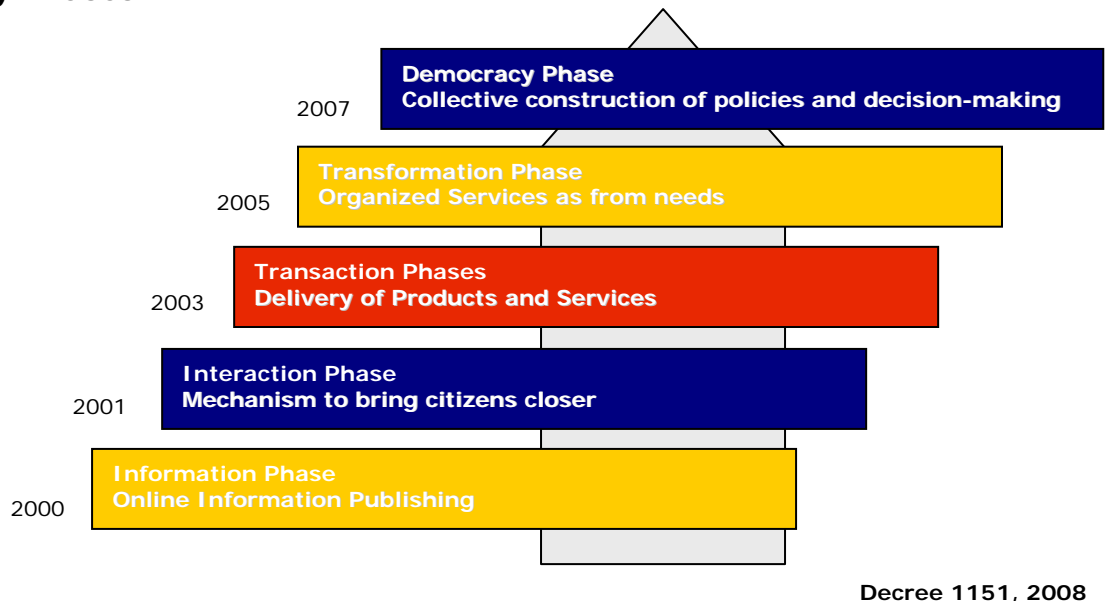 Democracy Phase
Collective construction of policies and decision-making
2007
Transformation Phase
Organized Services as from needs
2005
Transaction Phases
Delivery of Products and Services
2003
Interaction Phase
Mechanism to bring citizens closer
2001
Information Phase
Online Information Publishing
2000
Decree 1151, 2008